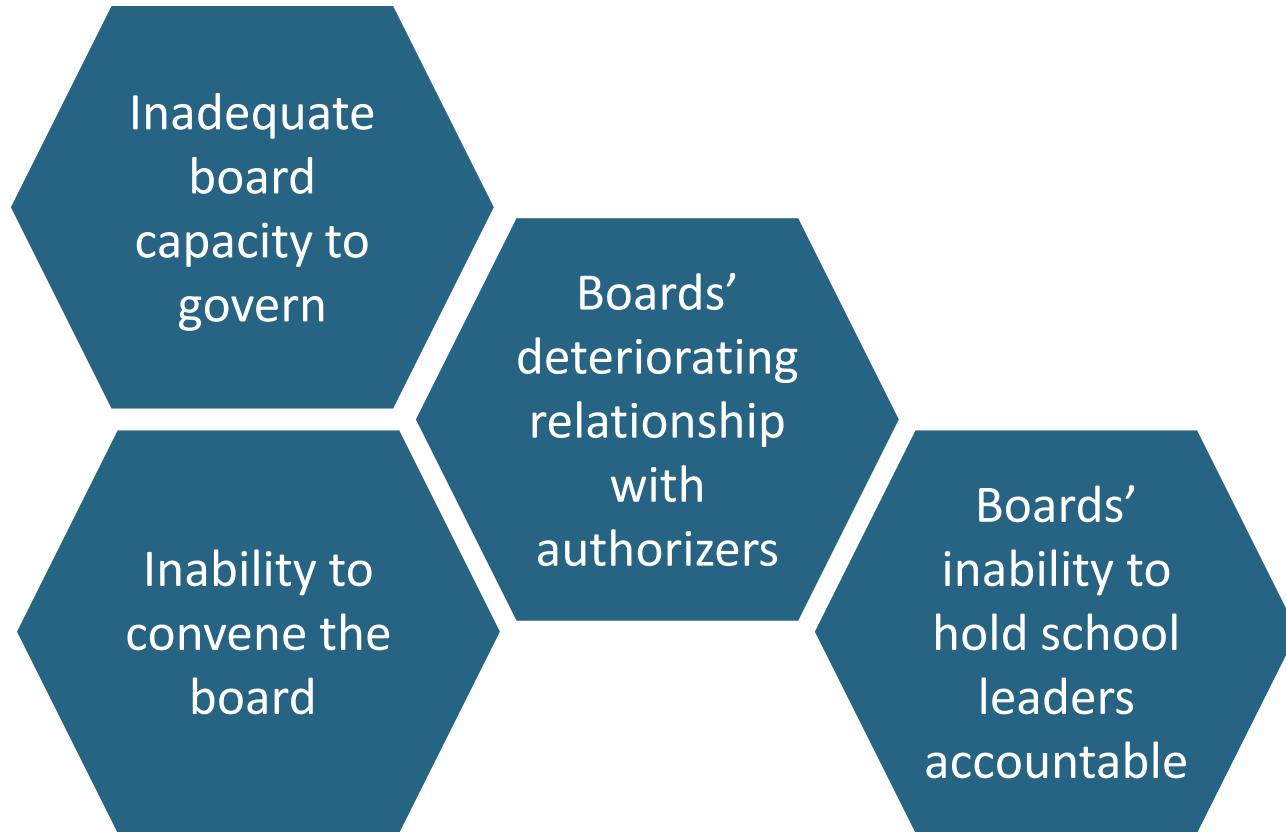 Inadequate
board
capacity to
govern
Boards’
deteriorating
relationship
with
authorizers
Inability to
convene the
board
Boards’
inability to
hold school
leaders
accountable